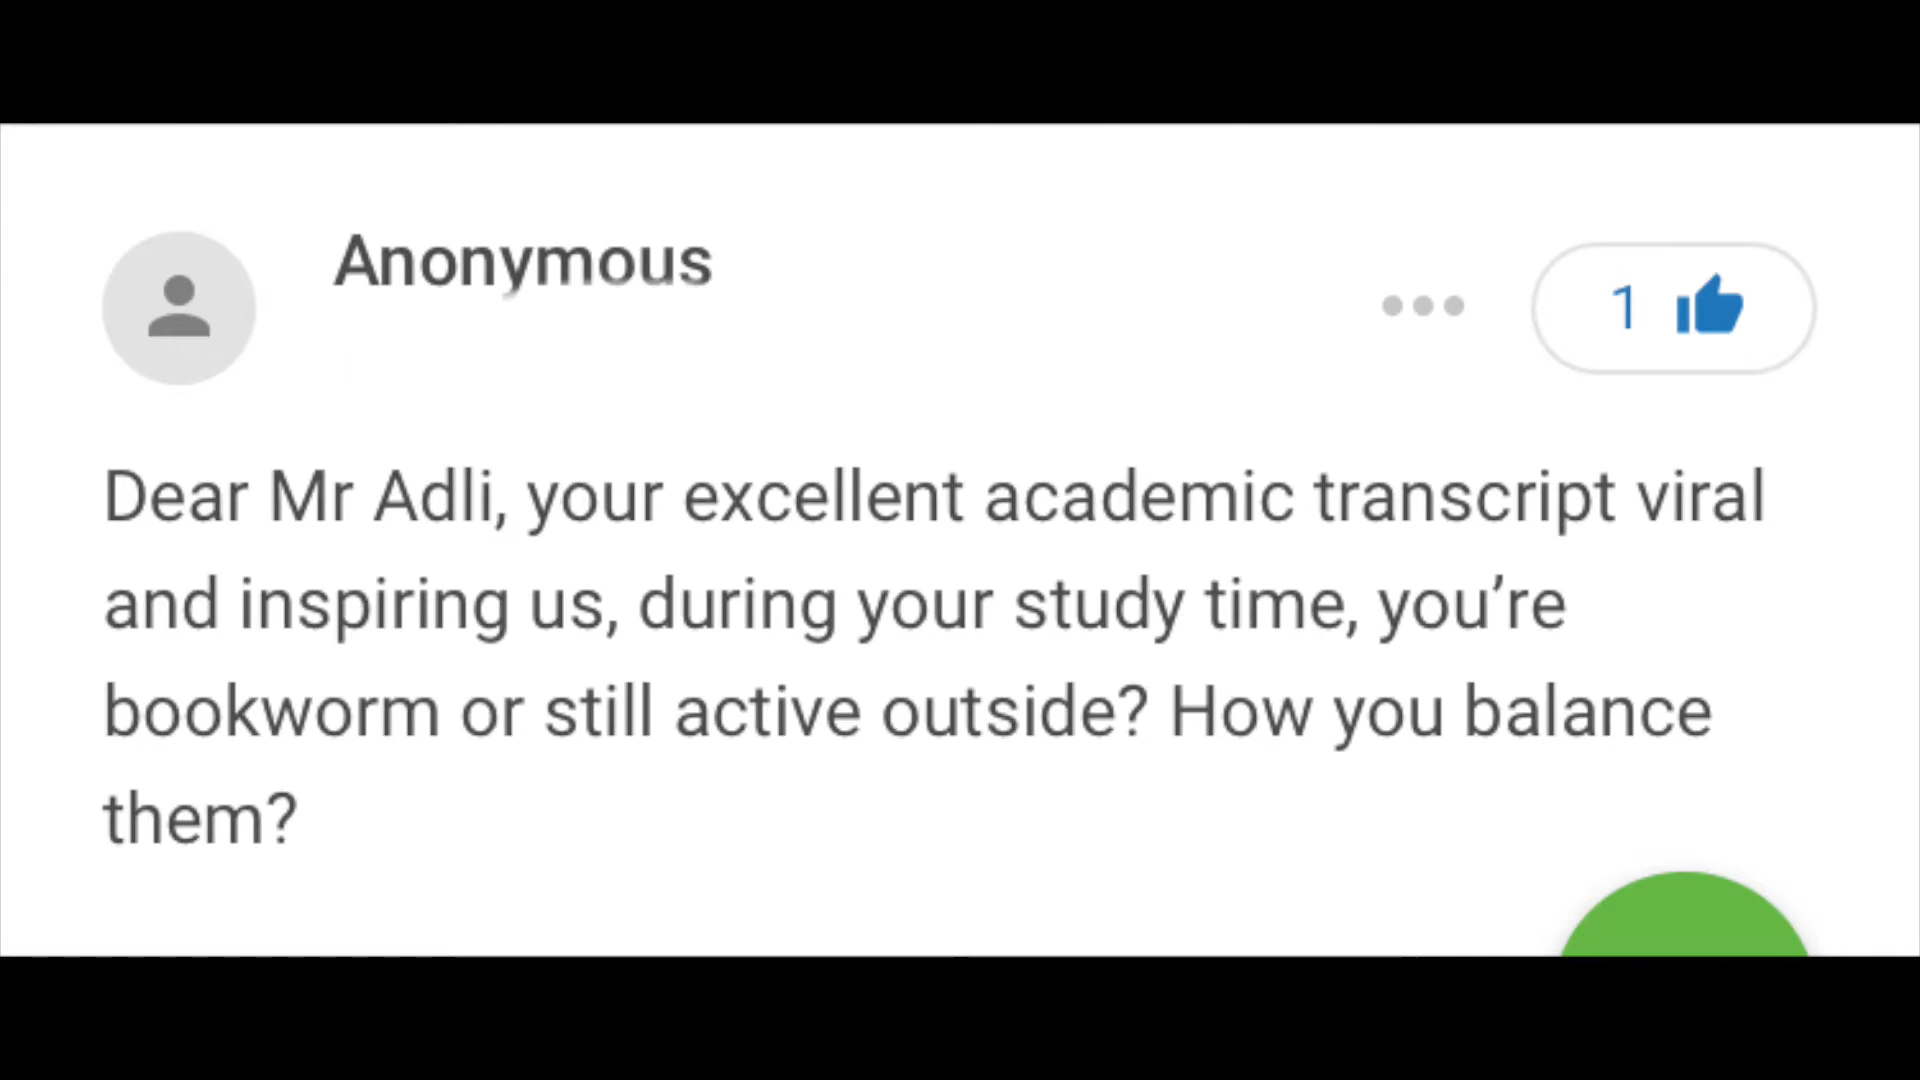 Anonymous
1
Dear Mr Adli, your excellent academic transcript viral
and inspiring us, during your study time, you’re
bookworm or still active outside? How you balance
them?